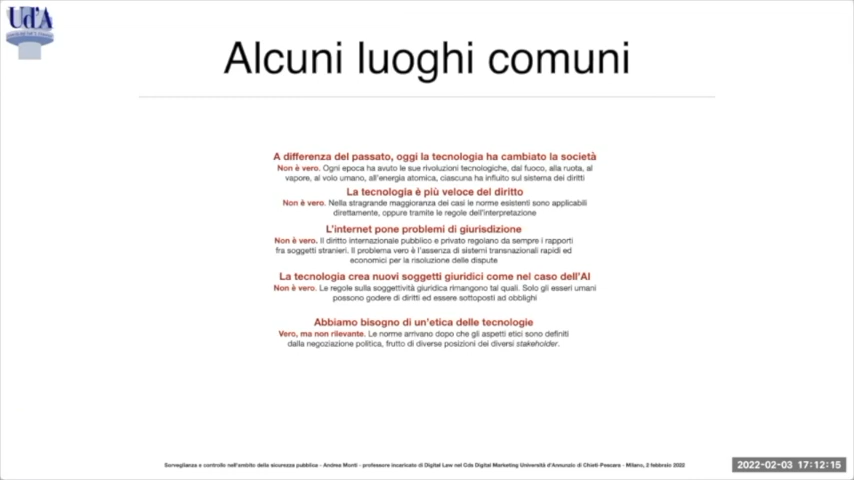 Ud'A
Alcuni luoghi comuni
A differenza del passato, oggi la tecnologia ha cambiato la società
Non è vero. Ogni epoca ha avuto le sue rivoluzioni tecnologiche, dal fuoco, alla ruota, al
vapore, al volo umano, all'energia atomica, ciascuna ha influito sul sistema dei diritti
La tecnologia è più veloce del diritto
Non è vero. Nella stragrande maggioranza dei casi le norme esistenti sono applicabili
direttamente, oppure tramite le regole dell'interpretazione
L'internet pone problemi di giurisdizione
Non è vero. Il diritto internazionale pubblico e privato regolano da sempre i rapporti
fra soggetti stranieri. Il problema vero è l'assenza di sistemi transnazionali rapidi ed
economici per la risoluzione delle dispute
La tecnologia crea nuovi soggetti giuridici come nel caso dell'AI
Non è vero. Le regole sulla soggettività giuridica rimangono tal quali. Solo gli esseri umani
possono godere di diritti ed essere sottoposti ad obblighi
Abbiamo bisogno di un'etica delle tecnologie
Vero, ma non rilevante. Le norme arrivano dopo che gli aspetti etici sono definiti
dalla negoziazione politica, frutto di diverse posizioni dei diversi stakeholder.
Sorveglianza e controllo nell'ambito della sicurezza pubblica - Andrea Monti - professore incaricato di Digital Law nel Cds Digital Marketing Università d'Annunzio di Chieti-Pescara - Milano, 2 febbraio 2022
2022-02-03 17:12:15